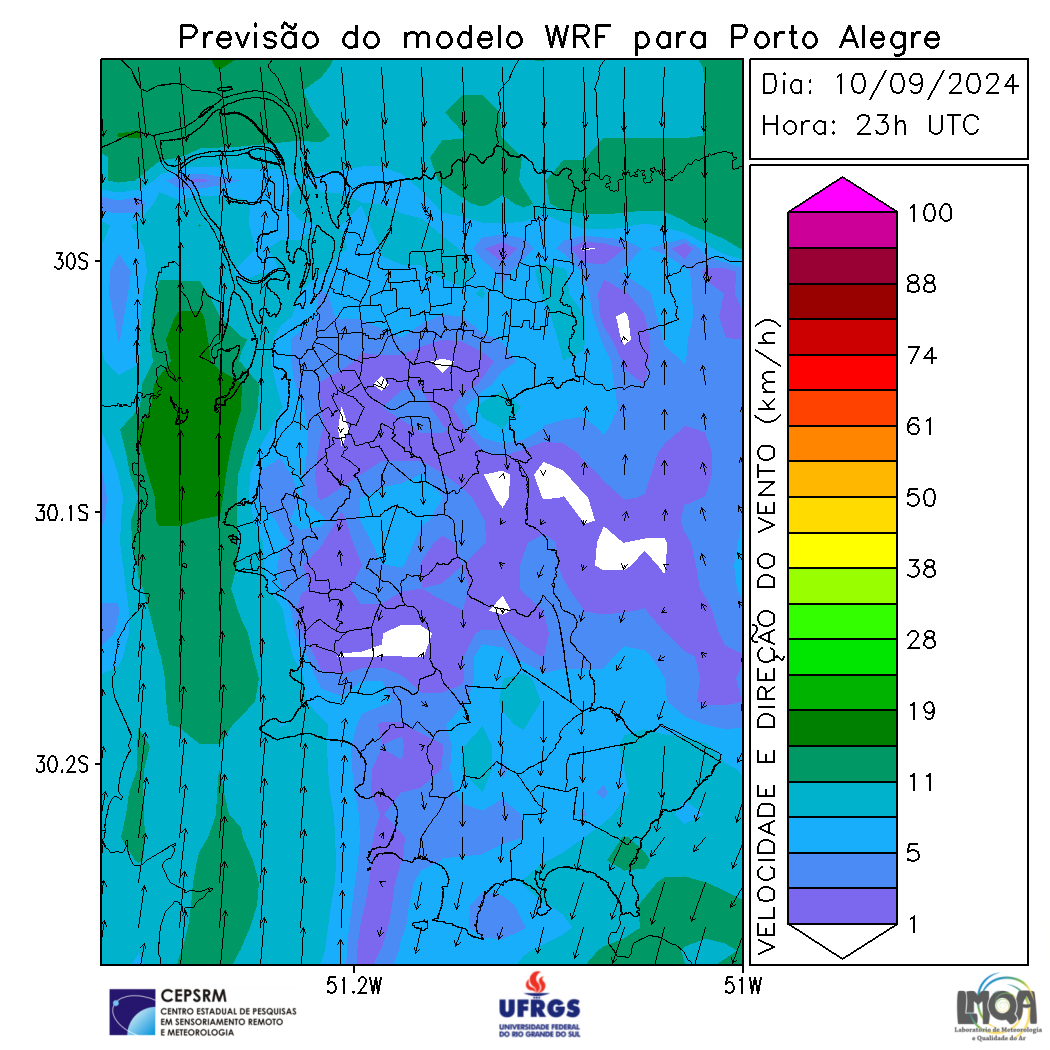 Previsão do modelo WRF para Porto Alegre
Dia: 10/09/2024
Hora: 23h UTC
30S
30.1S
30.2S
51.2W
51W
VELOCIDADE E DIREÇÃO DO VENTO (km/h)
100
88
74
61
50
38
28
19
11
5
1
CEPSRM
CENTRO ESTADUAL DE PESQUISAS
EM SENSORIAMENTO REMOTO
E METEOROLOGIA
UFRGS
UNIVERSIDADE FEDERAL
DO RIO GRANDE DO SUL
LMQA
Laboratório de Meteorologia
e Qualidade do Ar